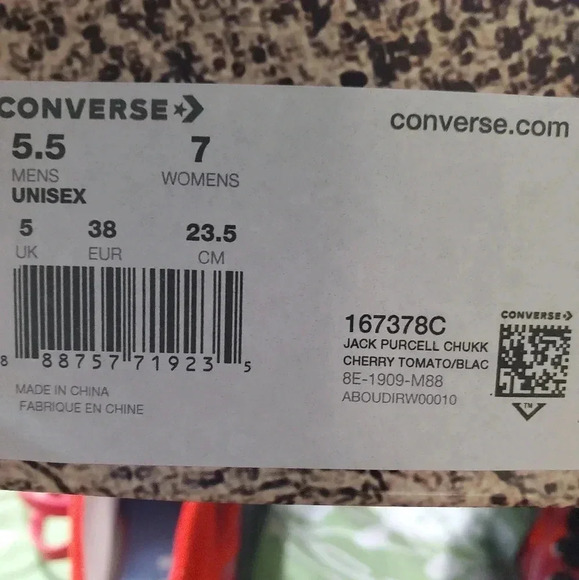 CONVERSE
converse.com
5.5 7
MENS WOMENS
UNISEX
5 38 23.5
UK EUR CM
8 88757 71923 5
MADE IN CHINA
FABRIQUE EN CHINE
CONVERSE
167378C
JACK PURCELL CHUKK
CHERRY TOMATO/BLAC
8E-1909-M88
ABOUDIRW00010
TM